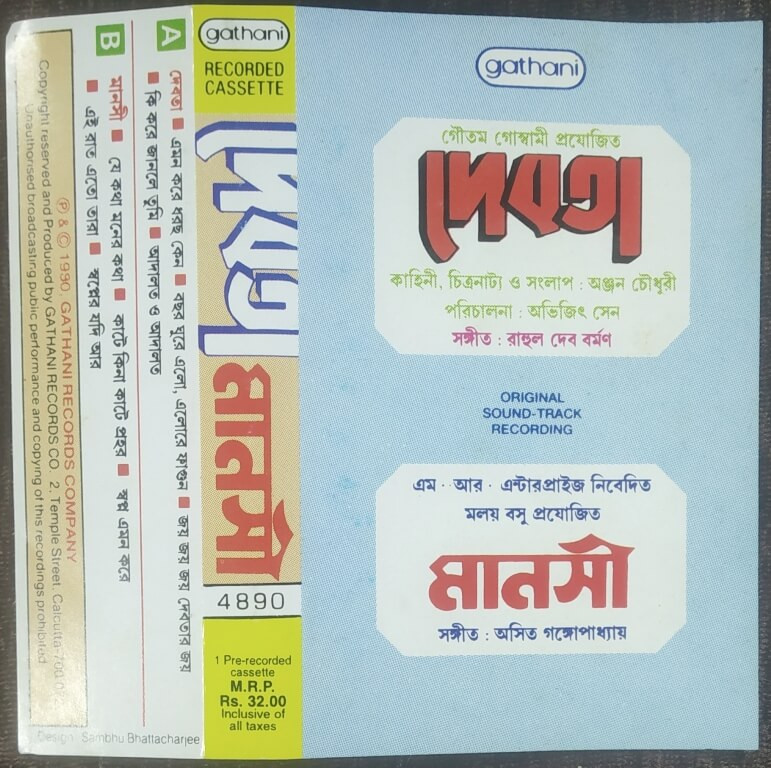 gathani
গৌতম গোস্বামী প্রযোজিত
দেবতা
কাহিনী, চিত্রনাট্য ও সংলাপ : অঞ্জন চৌধুরী
পরিচালনা : অভিজিৎ সেন
সঙ্গীত : রাহুল দেব বর্মণ
ORIGINAL
SOUND-TRACK
RECORDING
এম · আর · এন্টারপ্রাইজ নিবেদিত
মলয় বসু প্রযোজিত
মানসী
সঙ্গীত : অসিত গঙ্গোপাধ্যায়
gathani
RECORDED
CASSETTE
দেবতা
মানসী
4890
1 Pre-recorded
cassette
M.R.P.
Rs. 32.00
Inclusive of
all taxes
A
দেবতা ■ এমন করে ধরছ কেন ■ বছর ঘুরে এলো, এলোরে ফাগুন ■ জয় জয় জয় দেবতার জয়
■ কি করে জানলে তুমি ■ আদালত ও আদালত
B
মানসী ■ যে কথা মনের কথা ■ কাটে কিনা কাটে প্রহর ■ স্বপ্ন এমন করে
■ এই রাত এতো তারা ■ স্বপ্নের যদি আর
Ⓟ & © 1990, GATHANI RECORDS COMPANY
Copyright reserved and Produced by GATHANI RECORDS CO. 2, Temple Street, Calcutta-700
Unauthorised broadcasting public performance and copying of this recordings prohibited.
Design: Sambhu Bhattacharjee